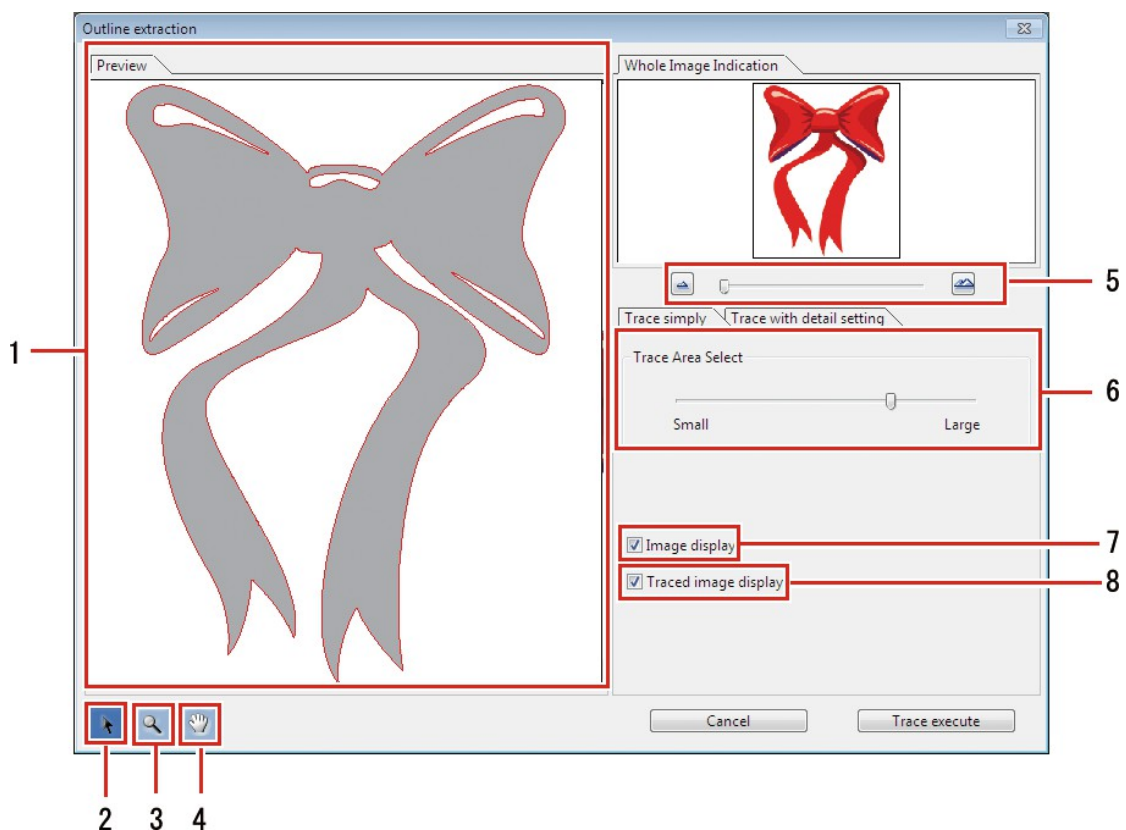 Outline extraction
Preview
Whole Image Indication
5
Trace simply
Trace with detail setting
1
Trace Area Select
6
Small
Large
Image display
7
Traced image display
8
Cancel
Trace execute
2
3
4